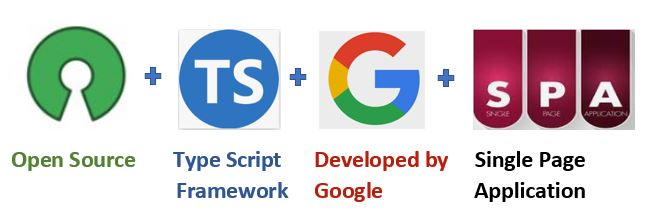 TS
G
S P A
SINGLE PAGE APPLICATION
Open Source
Type Script
Framework
Developed by
Google
Single Page
Application